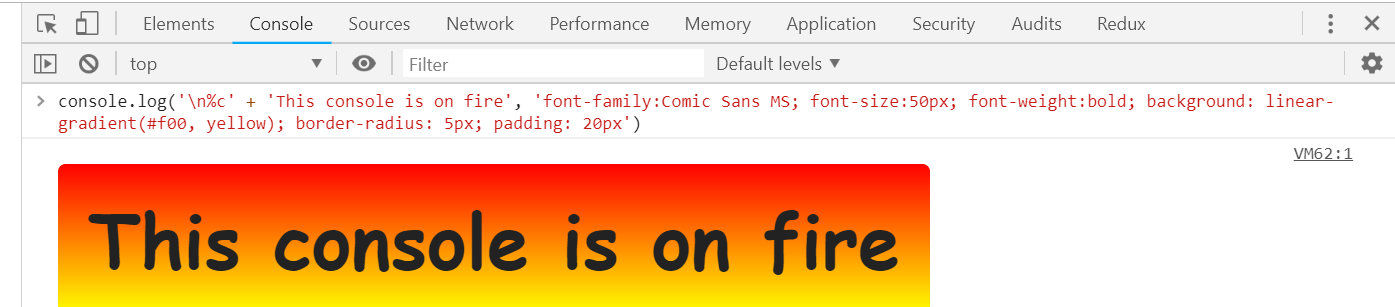 Elements Console Sources Network Performance Memory Application Security Audits Redux
top Filter Default levels
console.log('\n%c' + 'This console is on fire', 'font-family:Comic Sans MS; font-size:50px; font-weight:bold; background: linear-
gradient(#f00, yellow); border-radius: 5px; padding: 20px')
VM62:1
This console is on fire